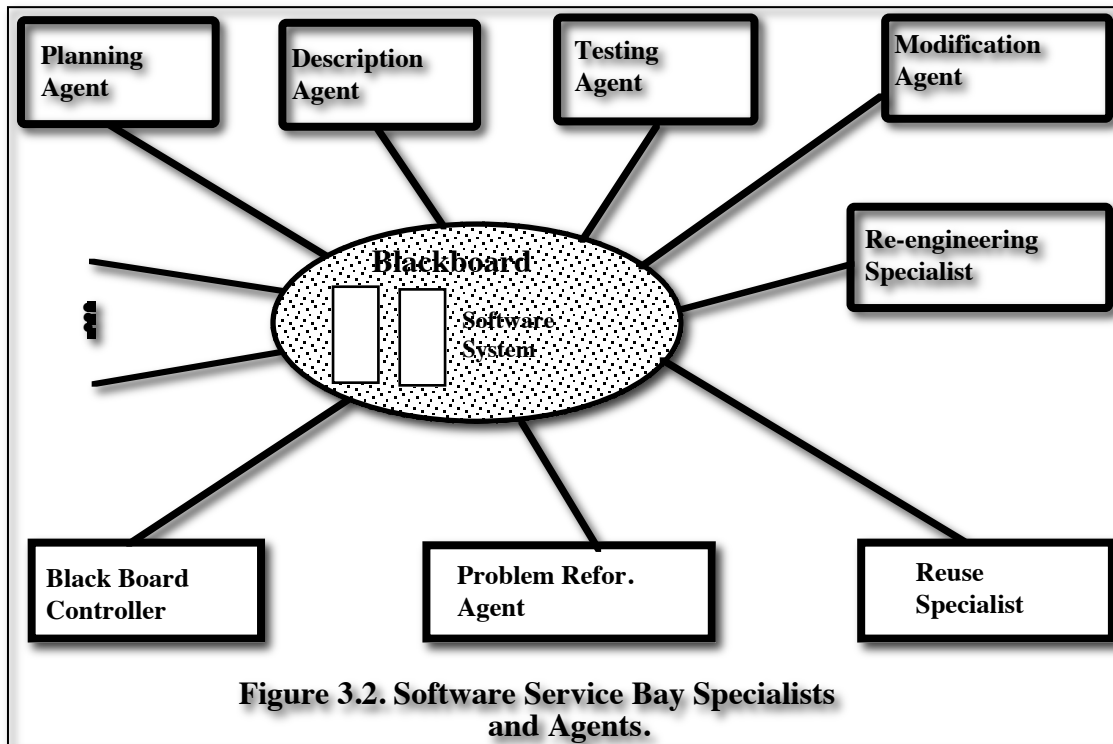 Planning
Agent
Description
Agent
Testing
Agent
Modification
Agent
Re-engineering
Specialist
Blackboard
Software
System
Black Board
Controller
Problem Refor.
Agent
Reuse
Specialist
Figure 3.2. Software Service Bay Specialists
and Agents.